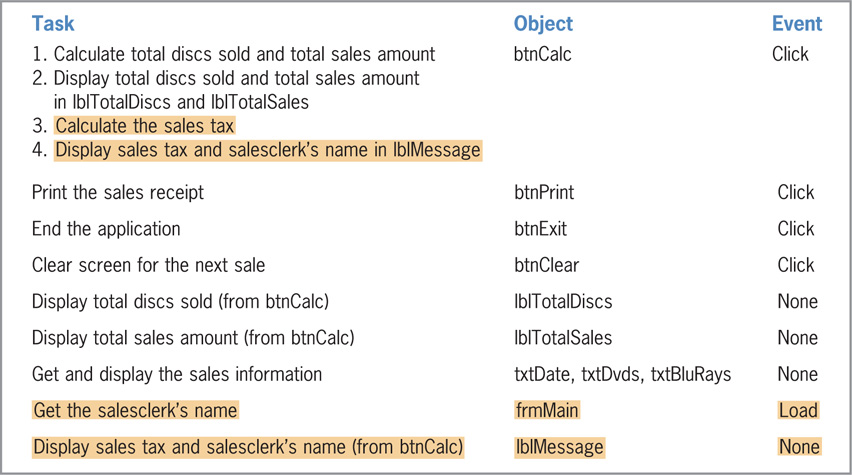 Task Object Event
1. Calculate total discs sold and total sales amount btnCalc Click
2. Display total discs sold and total sales amount
in lblTotalDiscs and lblTotalSales
3. Calculate the sales tax
4. Display sales tax and salesclerk's name in lblMessage
Print the sales receipt btnPrint Click
End the application btnExit Click
Clear screen for the next sale btnClear Click
Display total discs sold (from btnCalc) lblTotalDiscs None
Display total sales amount (from btnCalc) lblTotalSales None
Get and display the sales information txtDate, txtDvds, txtBluRays None
Get the salesclerk's name frmMain Load
Display sales tax and salesclerk's name (from btnCalc) lblMessage None